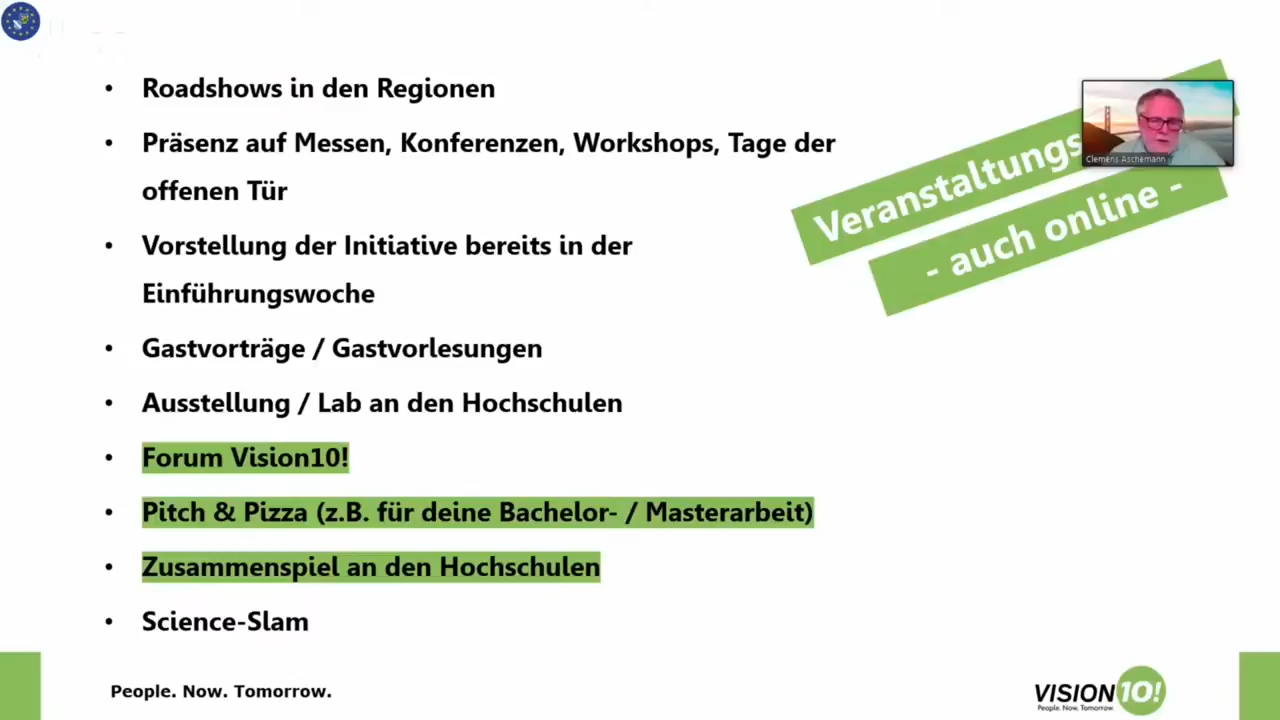 • Roadshows in den Regionen
• Präsenz auf Messen, Konferenzen, Workshops, Tage der
offenen Tür
• Vorstellung der Initiative bereits in der
Einführungswoche
• Gastvorträge / Gastvorlesungen
• Ausstellung / Lab an den Hochschulen
• Forum Vision10!
• Pitch & Pizza (z.B. für deine Bachelor- / Masterarbeit)
• Zusammenspiel an den Hochschulen
• Science-Slam
Veranstaltungs
- auch online -
Clemens Aschemann
People. Now. Tomorrow.
VISION 10!
People. Now. Tomorrow.